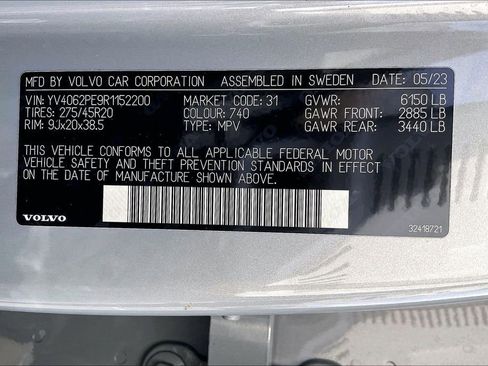 MFD BY VOLVO CAR CORPORATION ASSEMBLED IN SWEDEN DATE: 05/23
VIN: YV4062PE9R1152200 MARKET CODE: 31 GVWR: 6150 LB
TIRES: 275/45R20 COLOUR: 740 GAWR FRONT: 2885 LB
RIM: 9Jx20x38.5 TYPE: MPV GAWR REAR: 3440 LB
THIS VEHICLE CONFORMS TO ALL APPLICABLE FEDERAL MOTOR
VEHICLE SAFETY AND THEFT PREVENTION STANDARDS IN EFFECT
ON THE DATE OF MANUFACTURE SHOWN ABOVE.
VOLVO 32418721